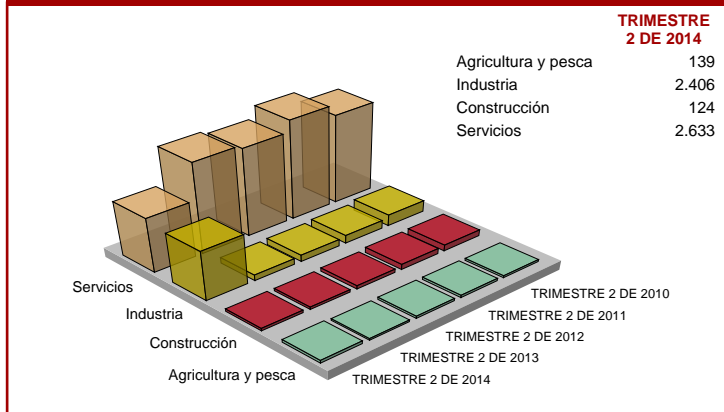 TRIMESTRE
2 DE 2014
Agricultura y pesca 139
Industria 2.406
Construcción 124
Servicios 2.633
Servicios
Industria
Construcción
Agricultura y pesca
TRIMESTRE 2 DE 2010
TRIMESTRE 2 DE 2011
TRIMESTRE 2 DE 2012
TRIMESTRE 2 DE 2013
TRIMESTRE 2 DE 2014